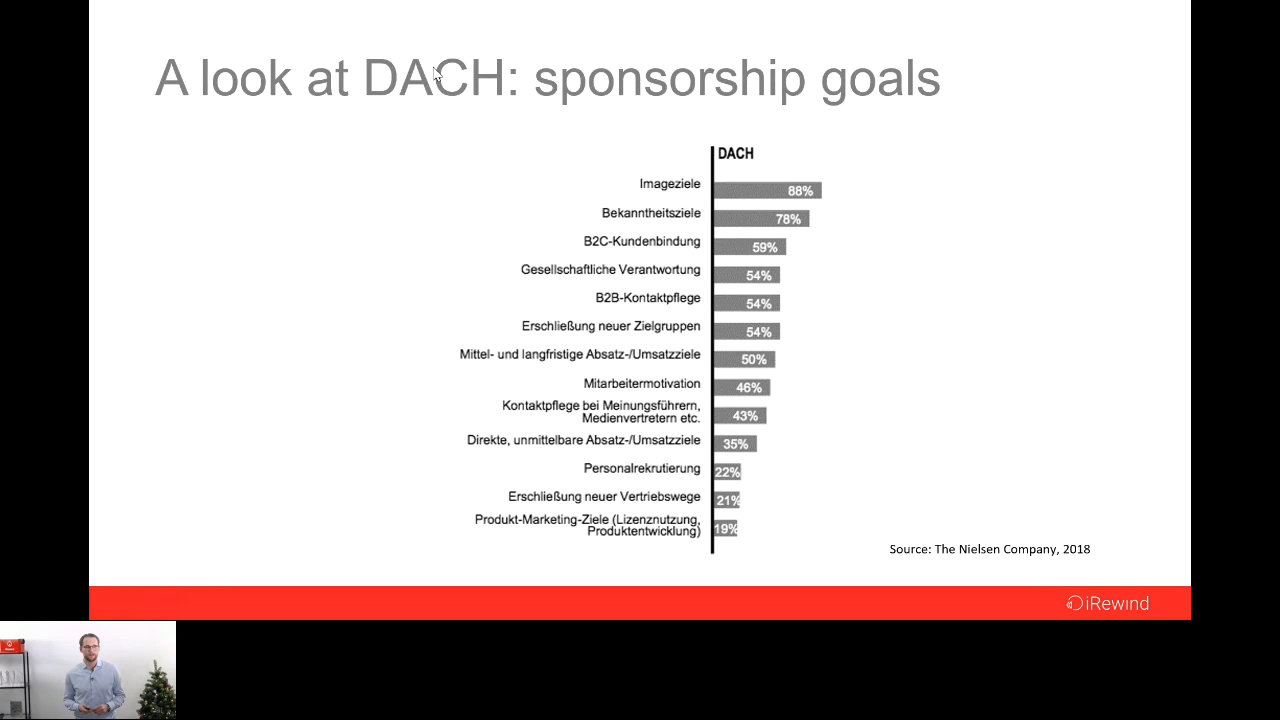 A look at DACH: sponsorship goals
DACH
Imageziele
88%
Bekanntheitsziele
78%
B2C-Kundenbindung
59%
Gesellschaftliche Verantwortung
54%
B2B-Kontaktpflege
54%
Erschließung neuer Zielgruppen
54%
Mittel- und langfristige Absatz-/Umsatzziele
50%
Mitarbeitermotivation
46%
Kontaktpflege bei Meinungsführern,
Medienvertretern etc.
43%
Direkte, unmittelbare Absatz-/Umsatzziele
35%
Personalrekrutierung
22%
Erschließung neuer Vertriebswege
21%
Produkt-Marketing-Ziele (Lizenznutzung,
Produktentwicklung)
19%
Source: The Nielsen Company, 2018
iRewind